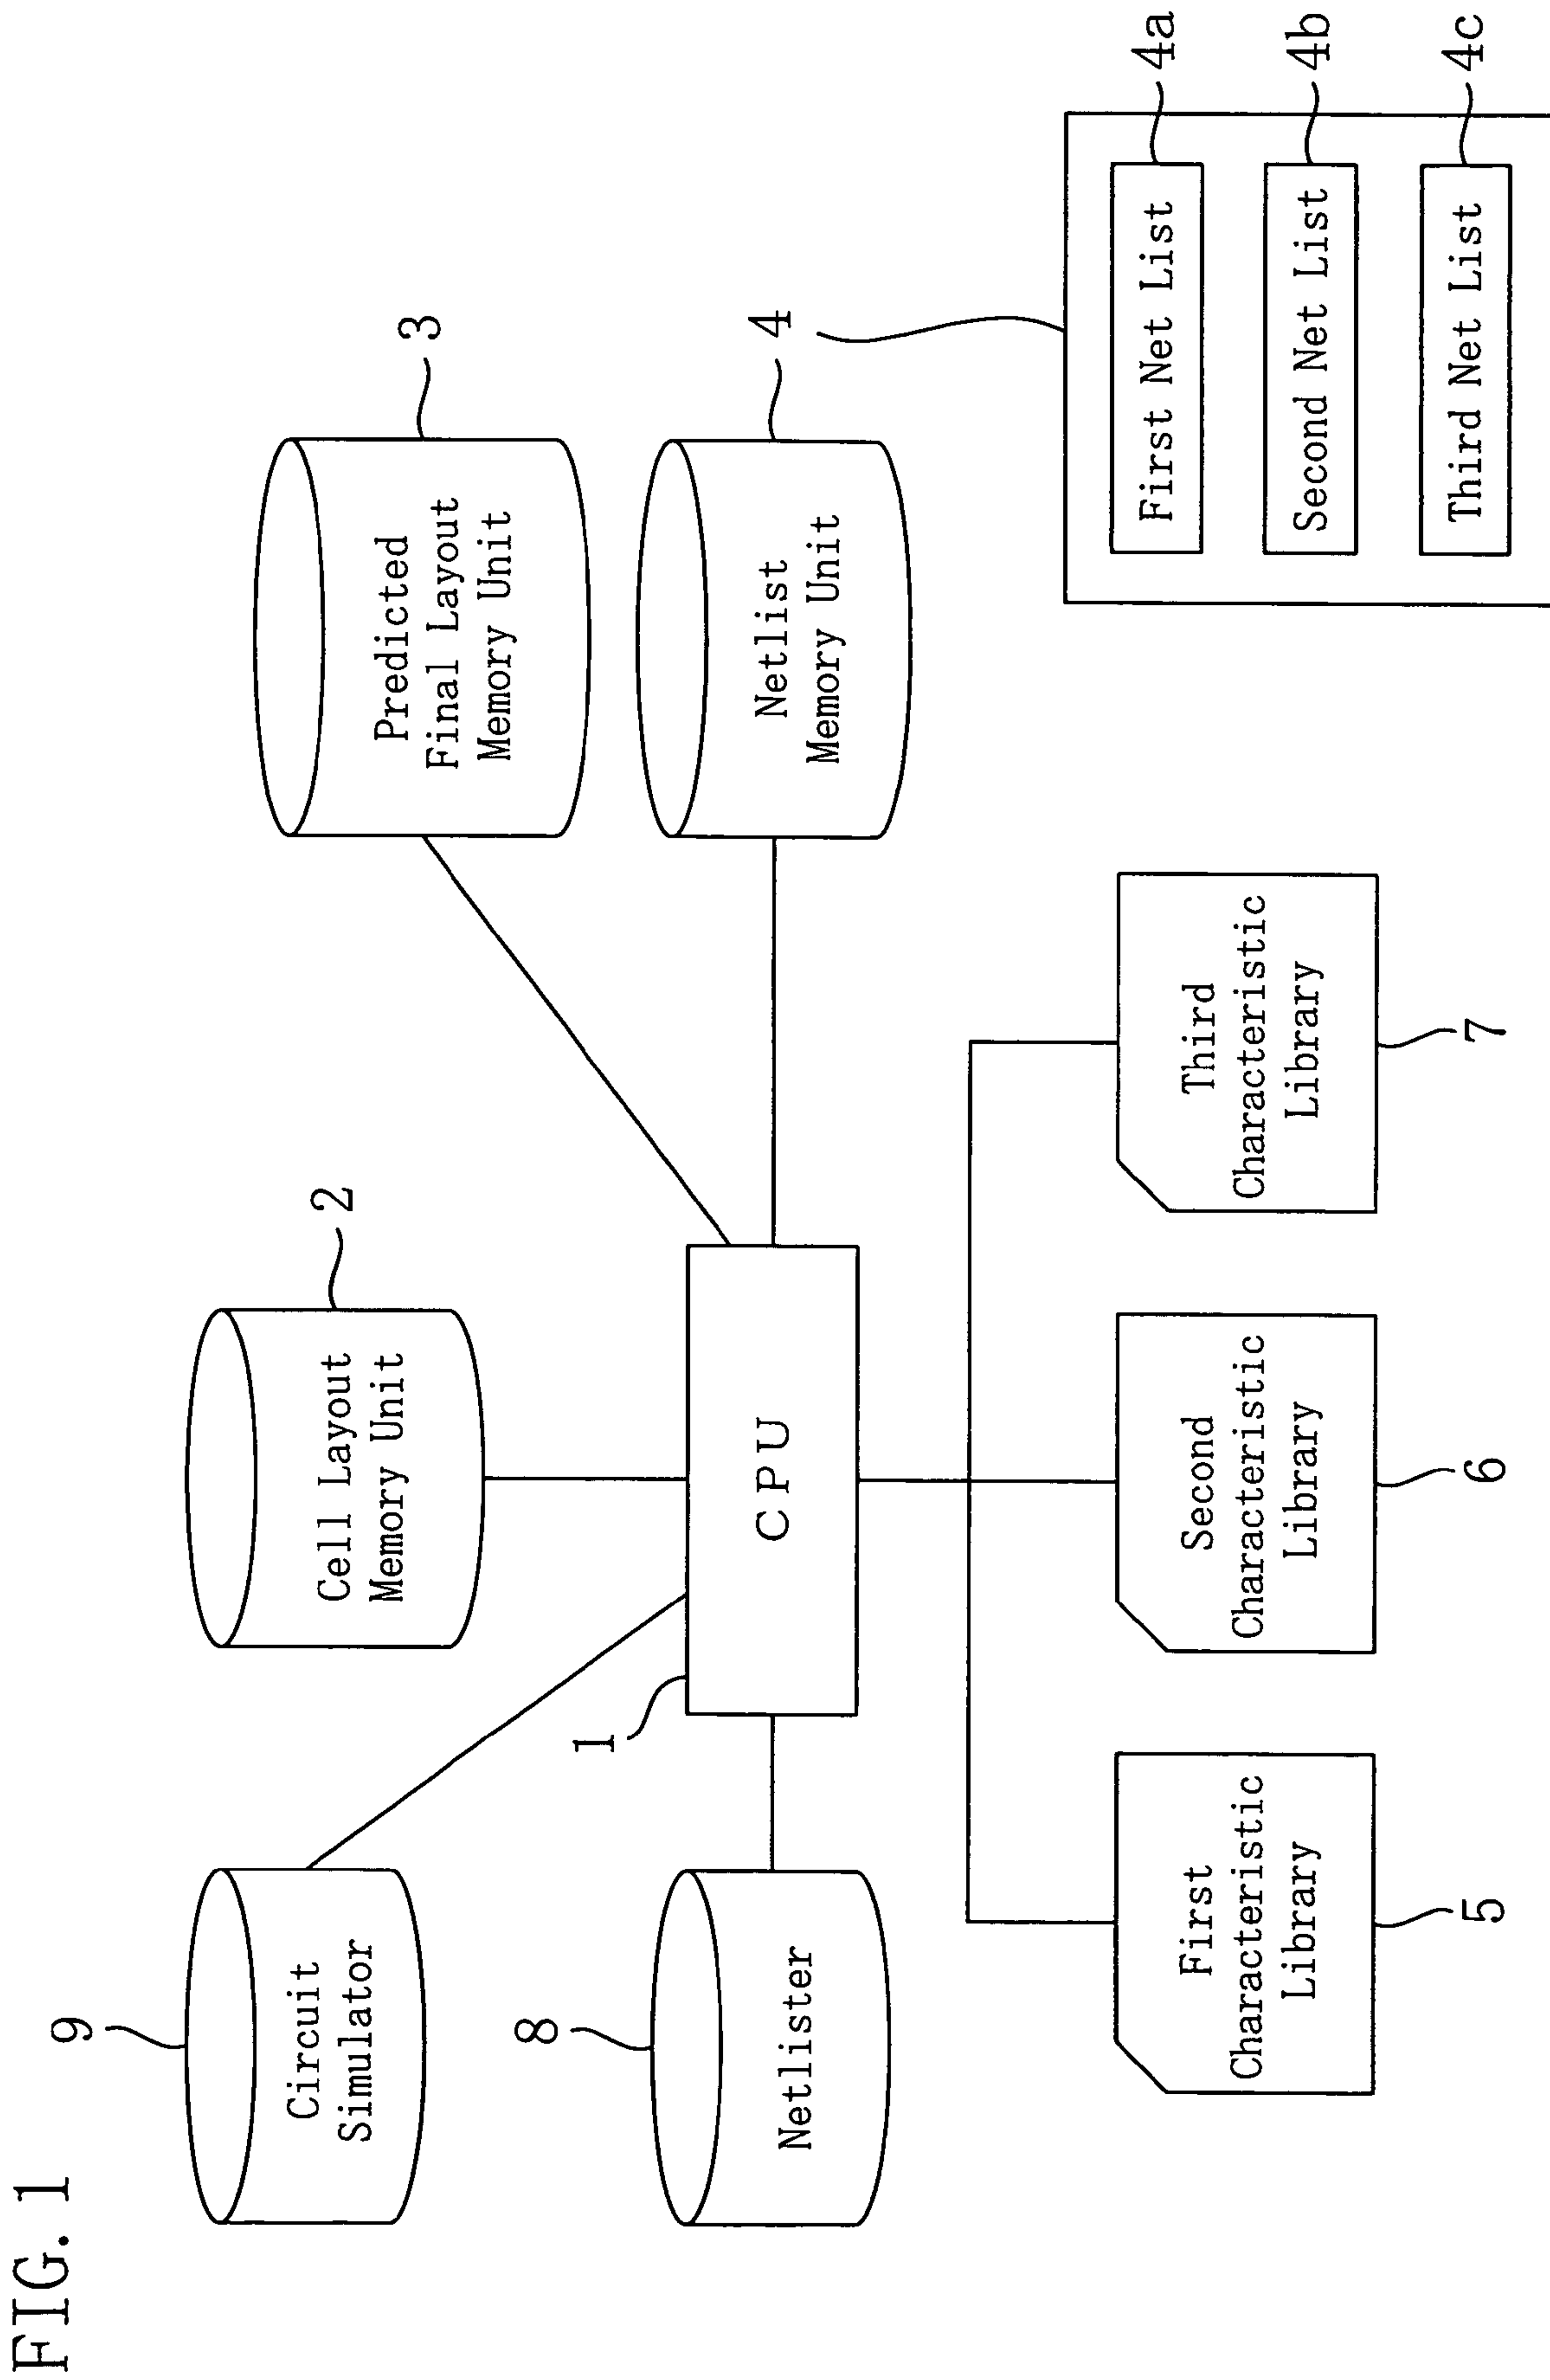 FIG. 1
9
Circuit
Simulator
2
Cell Layout
Memory Unit
3
Predicted
Final Layout
Memory Unit
8
Netlister
1
CPU
4
Netlist
Memory Unit
5
First
Characteristic
Library
6
Second
Characteristic
Library
7
Third
Characteristic
Library
First Net List
4a
Second Net List
4b
Third Net List
4c